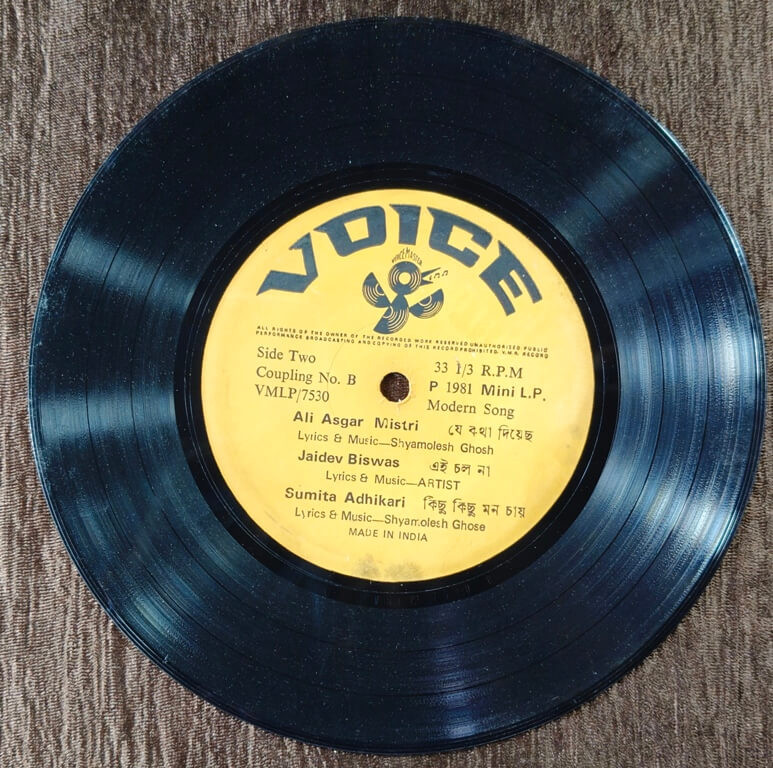 VOICE
VOICEMASTER
ALL RIGHTS OF THE OWNER OF THE RECORDED WORK RESERVED UNAUTHORISED PUBLIC
PERFORMANCE BROADCASTING AND COPYING OF THIS RECORD PROHIBITED. V.M.R. RECORD
Side Two 33 1/3 R.P.M
Coupling No. B P 1981 Mini L.P.
VMLP/7530 Modern Song
Ali Asgar Mistri যে কথা দিয়েছ
Lyrics & Music—Shyamolesh Ghosh
Jaidev Biswas এই চল না
Lyrics & Music—ARTIST
Sumita Adhikari কিছু কিছু মন চায়
Lyrics & Music—Shyamolesh Ghose
MADE IN INDIA